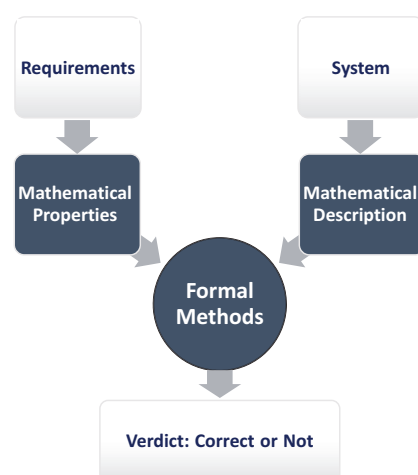 Requirements
System
Mathematical
Properties
Mathematical
Description
Formal
Methods
Verdict: Correct or Not